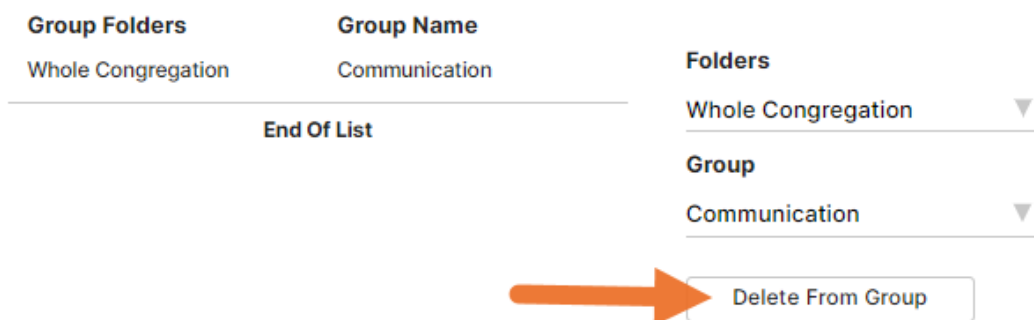 Group Folders Group Name
Whole Congregation Communication
End Of List
Folders
Whole Congregation
Group
Communication
Delete From Group